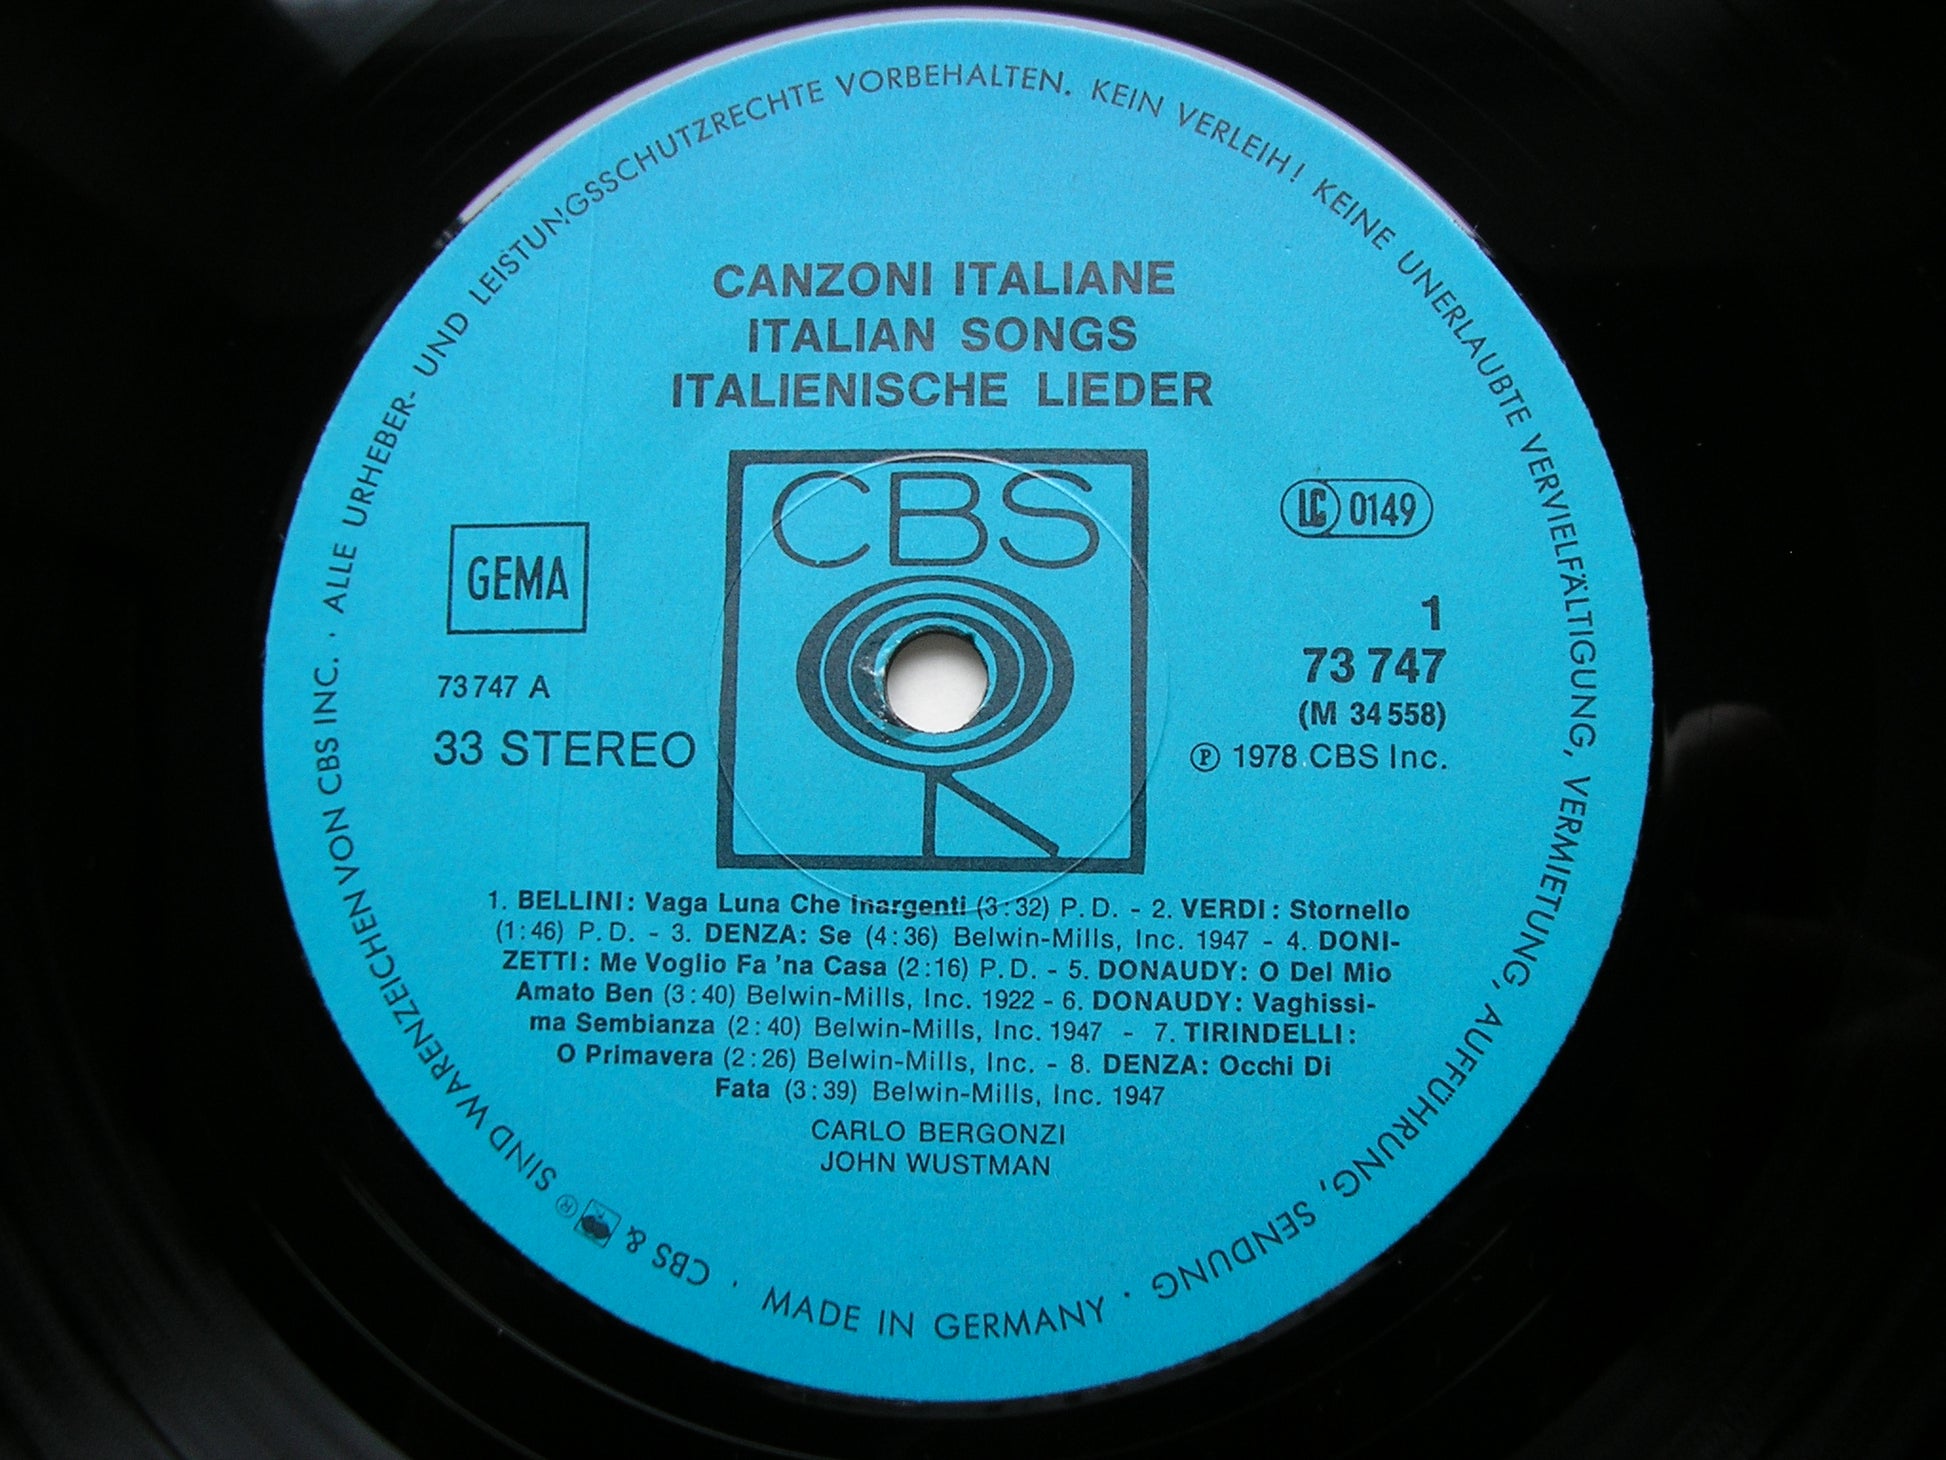 ALLE URHEBER- UND LEISTUNGSSCHUTZRECHTE VORBEHALTEN. KEIN VERLEIH! KEINE UNERLAUBTE VERVIELFÄLTIGUNG, VERMIETUNG, AUFFÜHRUNG, SENDUNG · MADE IN GERMANY · CBS & ® SIND WARENZEICHEN VON CBS INC. ·
CANZONI ITALIANE
ITALIAN SONGS
ITALIENISCHE LIEDER
CBS
GEMA
LC 0149
73 747 A
33 STEREO
1
73 747
(M 34 558)
℗ 1978 CBS Inc.
1. BELLINI: Vaga Luna Che inargenti (3:32) P.D. - 2. VERDI: Stornello
(1:46) P.D. - 3. DENZA: Se (4:36) Belwin-Mills, Inc. 1947 - 4. DONI-
ZETTI: Me Voglio Fa 'na Casa (2:16) P.D. - 5. DONAUDY: O Del Mio
Amato Ben (3:40) Belwin-Mills, Inc. 1922 - 6. DONAUDY: Vaghissi-
ma Sembianza (2:40) Belwin-Mills, Inc. 1947 - 7. TIRINDELLI:
O Primavera (2:26) Belwin-Mills, Inc. - 8. DENZA: Occhi Di
Fata (3:39) Belwin-Mills, Inc. 1947
CARLO BERGONZI
JOHN WUSTMAN